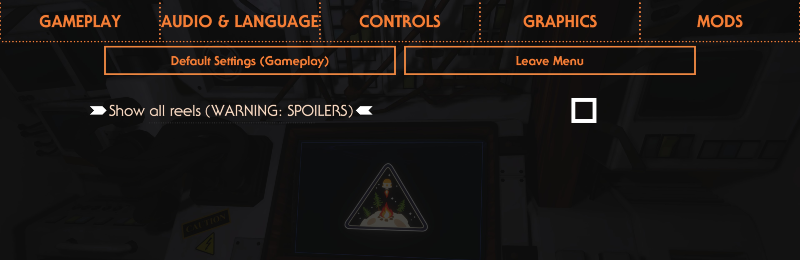 GAMEPLAY AUDIO & LANGUAGE CONTROLS GRAPHICS MODS
Default Settings (Gameplay) Leave Menu
Show all reels (WARNING: SPOILERS)